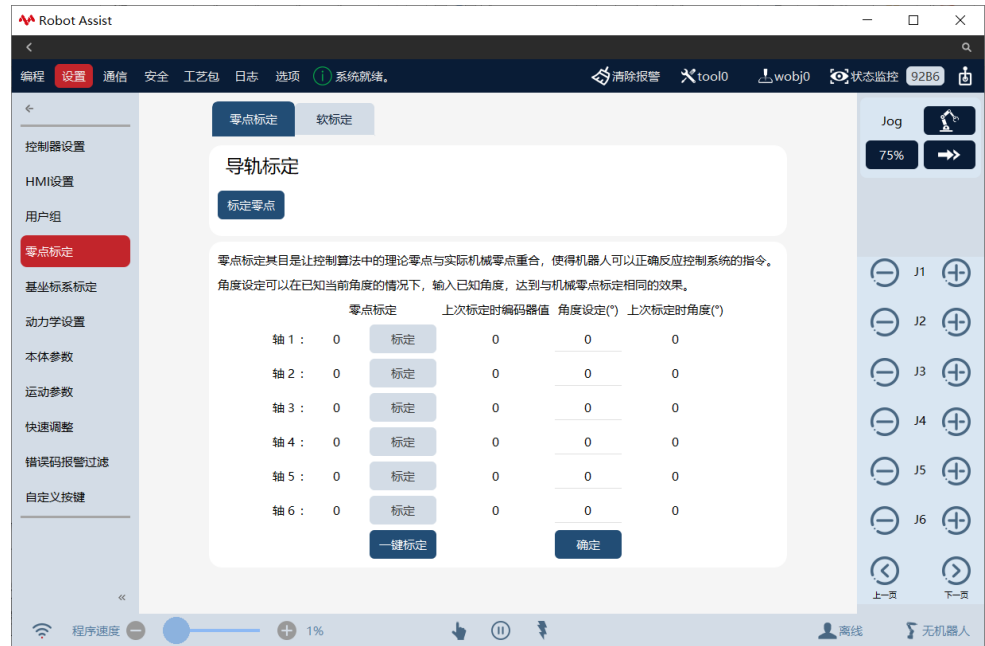 Robot Assist
编程 设置 通信 安全 工艺包 日志 选项 系统就绪。 清除报警 tool0 wobj0 状态监控 92B6
控制器设置
HMI设置
用户组
零点标定
基坐标系标定
动力学设置
本体参数
运动参数
快速调整
错误码报警过滤
自定义按键
零点标定 软标定
导轨标定
标定零点
零点标定其目是让控制算法中的理论零点与实际机械零点重合，使得机器人可以正确反应控制系统的指令。
角度设定可以在已知当前角度的情况下，输入已知角度，达到与机械零点标定相同的效果。
零点标定 上次标定时编码器值 角度设定(°) 上次标定时角度(°)
轴 1： 0 标定 0 0 0
轴 2： 0 标定 0 0 0
轴 3： 0 标定 0 0 0
轴 4： 0 标定 0 0 0
轴 5： 0 标定 0 0 0
轴 6： 0 标定 0 0 0
一键标定 确定
Jog
75%
J1
J2
J3
J4
J5
J6
上一页 下一页
程序速度 1% 离线 无机器人